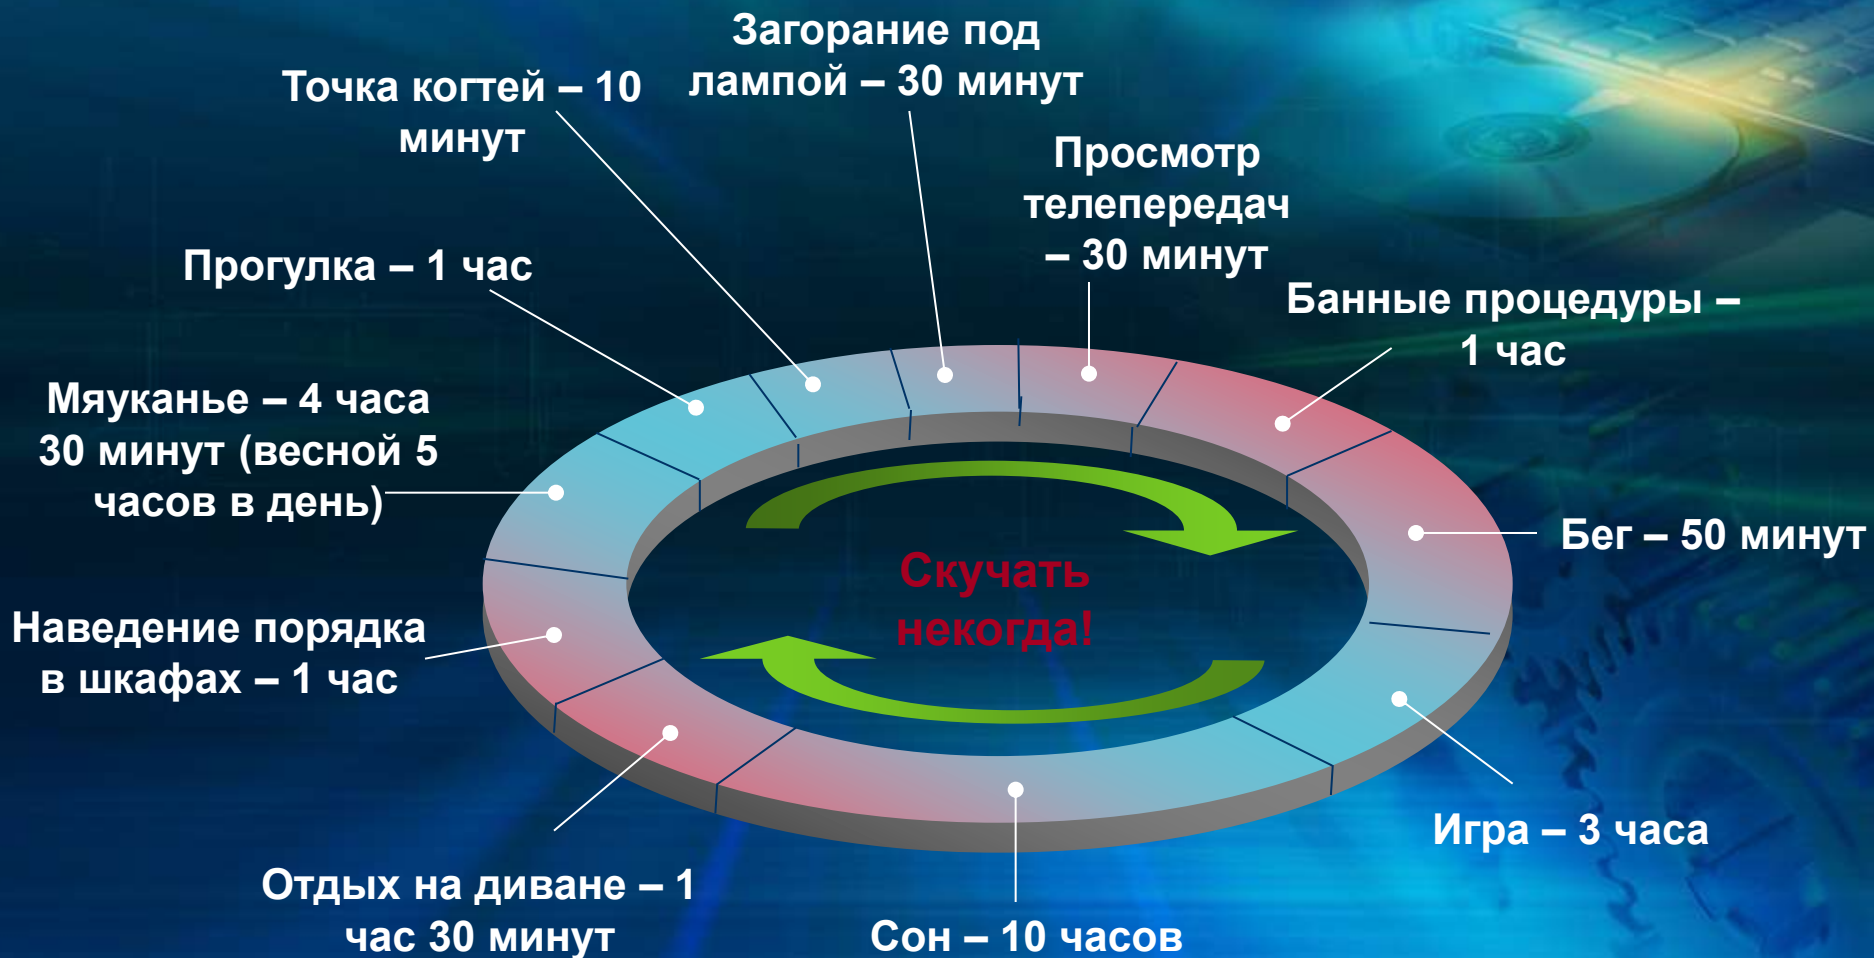 Загорание под
лампой – 30 минут
Точка когтей – 10
минут
Просмотр
телепередач
– 30 минут
Прогулка – 1 час
Банные процедуры –
1 час
Мяуканье – 4 часа
30 минут (весной 5
часов в день)
Бег – 50 минут
Скучать
некогда!
Наведение порядка
в шкафах – 1 час
Игра – 3 часа
Отдых на диване – 1
час 30 минут
Сон – 10 часов